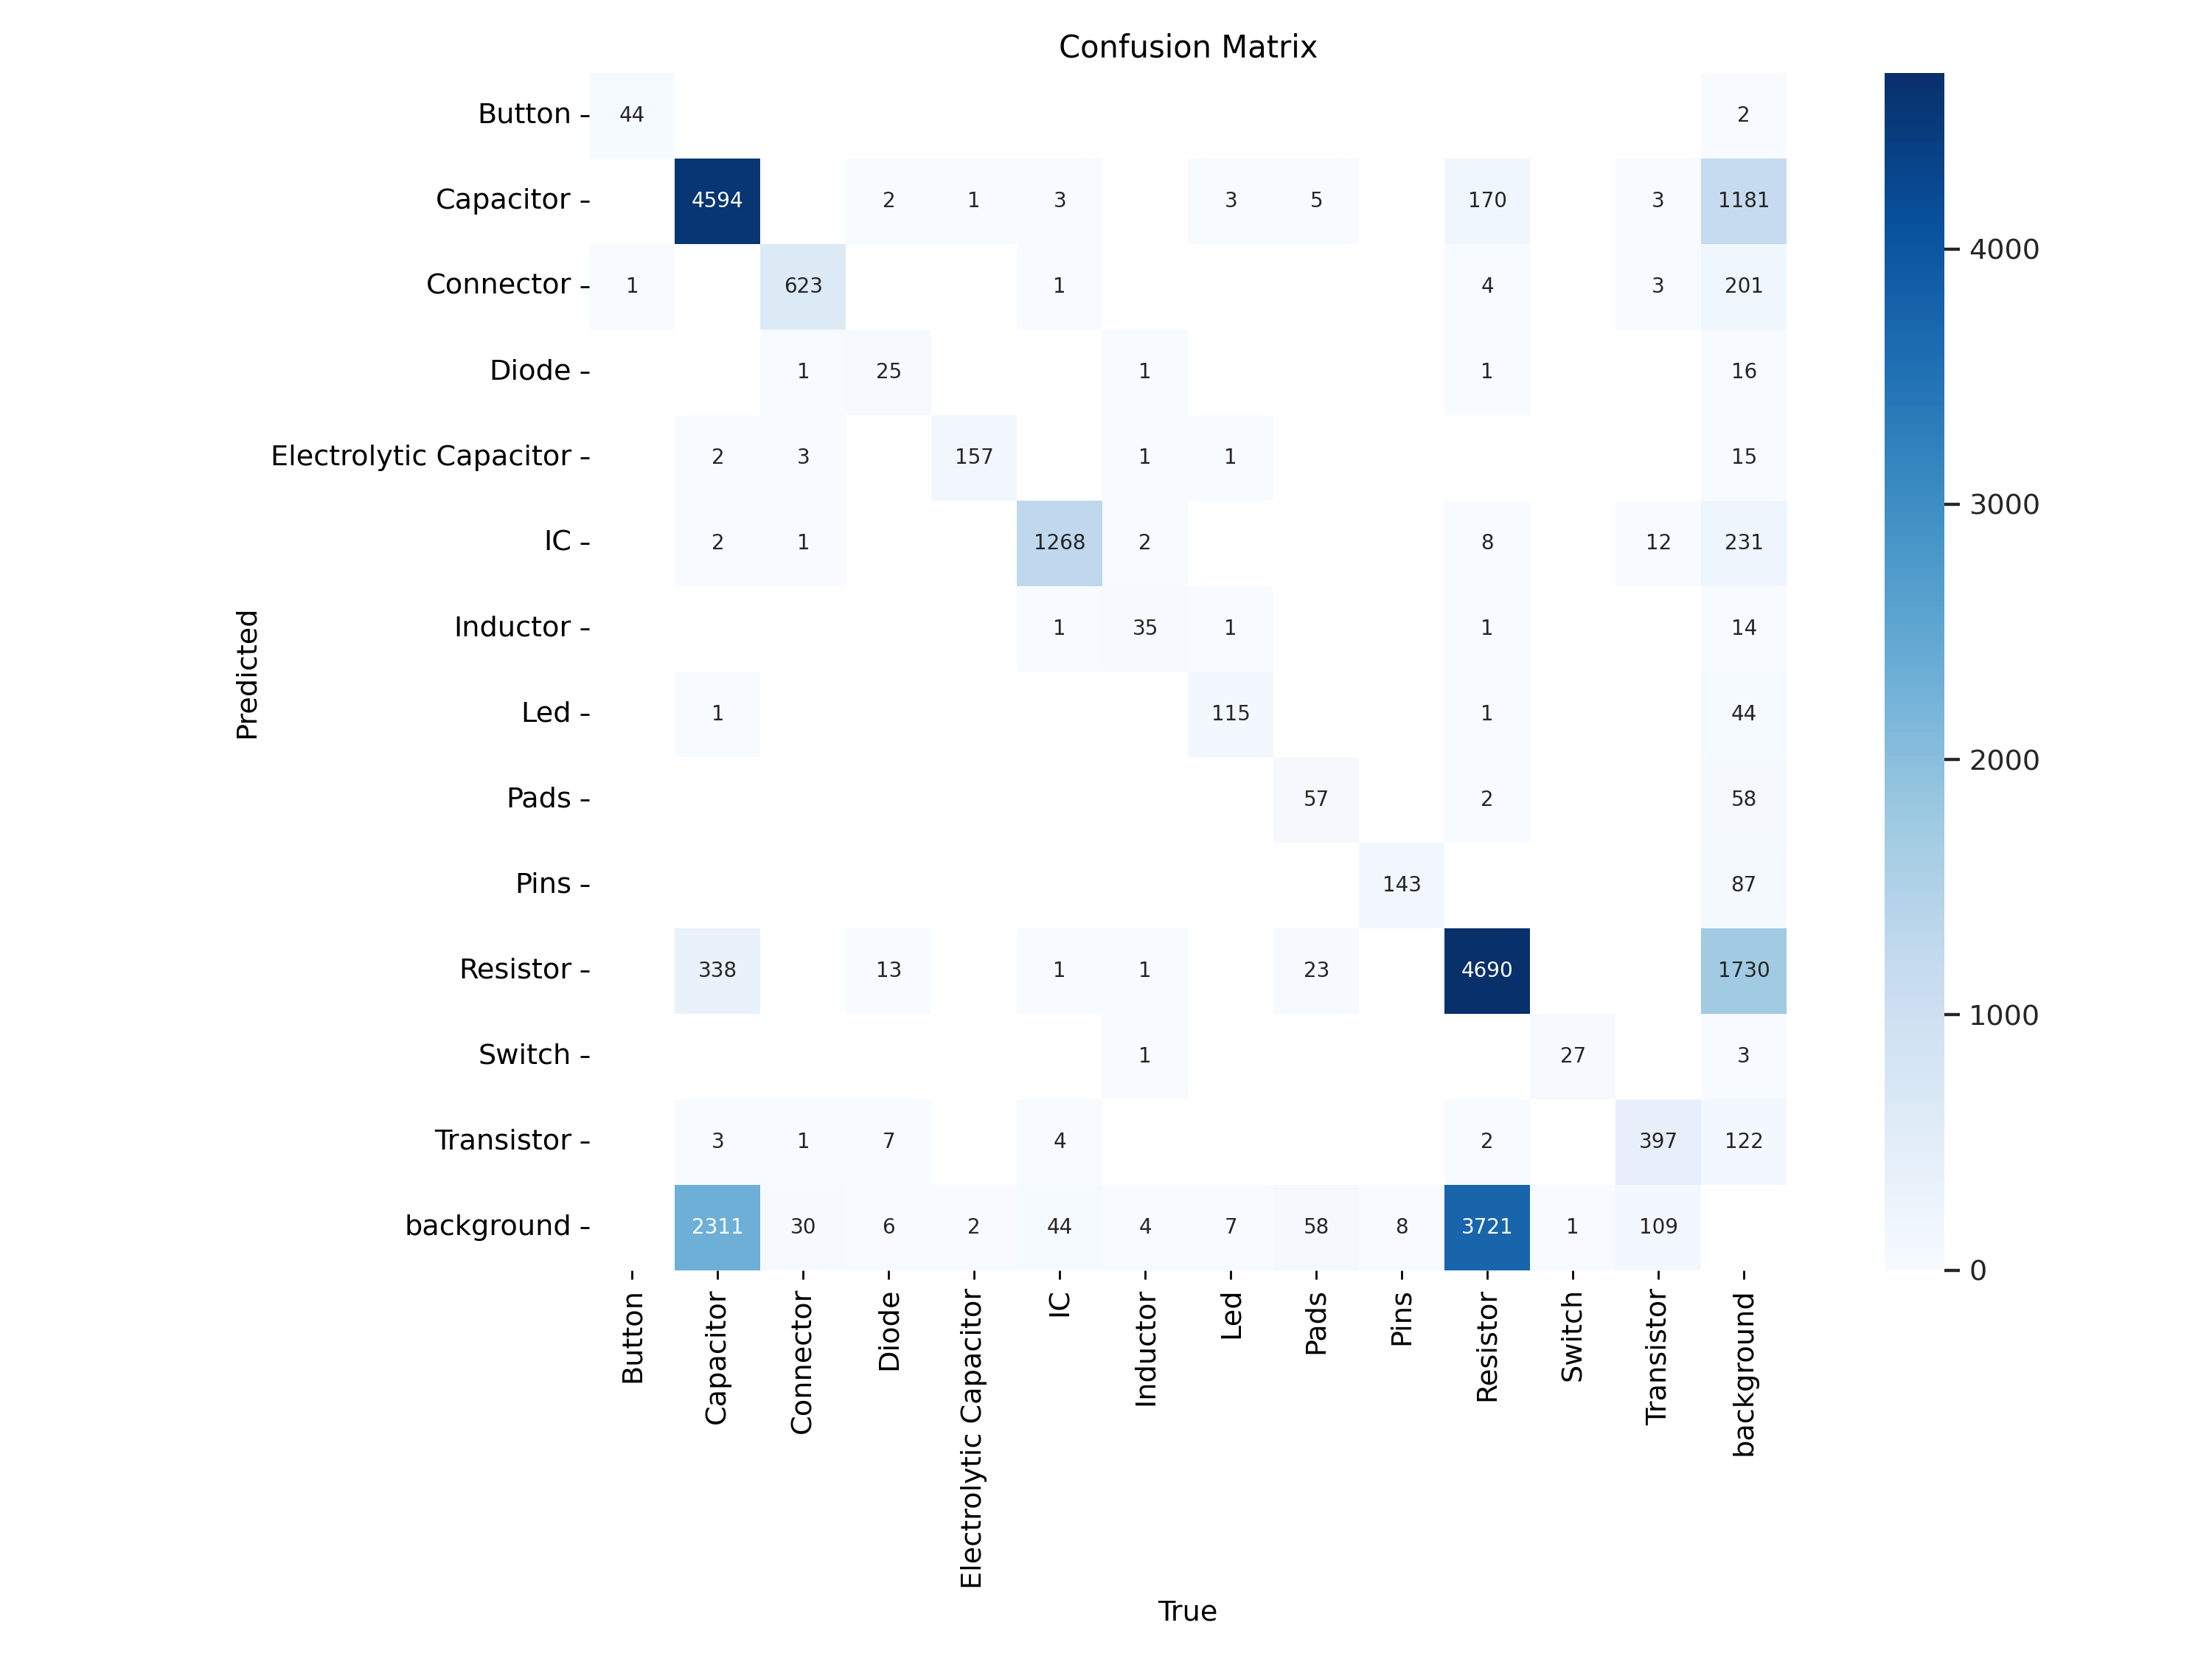 Confusion Matrix
Button 44 2
Capacitor 4594 2 1 3 3 5 170 3 1181
Connector 1 623 1 4 3 201
Diode 1 25 1 1 16
Electrolytic Capacitor 2 3 157 1 1 15
IC 2 1 1268 2 8 12 231
Inductor 1 35 1 1 14
Led 1 115 1 44
Pads 57 2 58
Pins 143 87
Resistor 338 13 1 1 23 4690 1730
Switch 1 27 3
Transistor 3 1 7 4 2 397 122
background 2311 30 6 2 44 4 7 58 8 3721 1 109
Predicted
Button Capacitor Connector Diode Electrolytic Capacitor IC Inductor Led Pads Pins Resistor Switch Transistor background
True
4000
3000
2000
1000
0